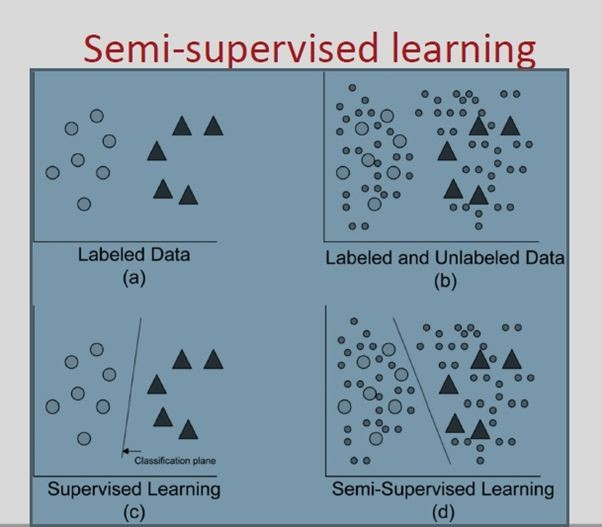 Semi-supervised learning
Labeled Data
(a)
Labeled and Unlabeled Data
(b)
Classification plane
Supervised Learning
(c)
Semi-Supervised Learning
(d)